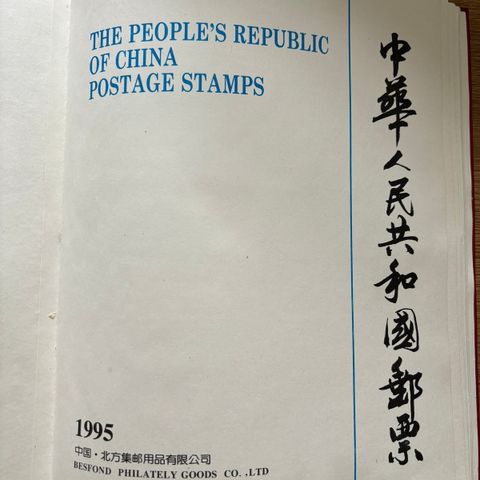 THE PEOPLE'S REPUBLIC
OF CHINA
POSTAGE STAMPS
中華人民共和國郵票
1995
中国·北方集邮用品有限公司
BESFOND PHILATELY GOODS CO.,LTD